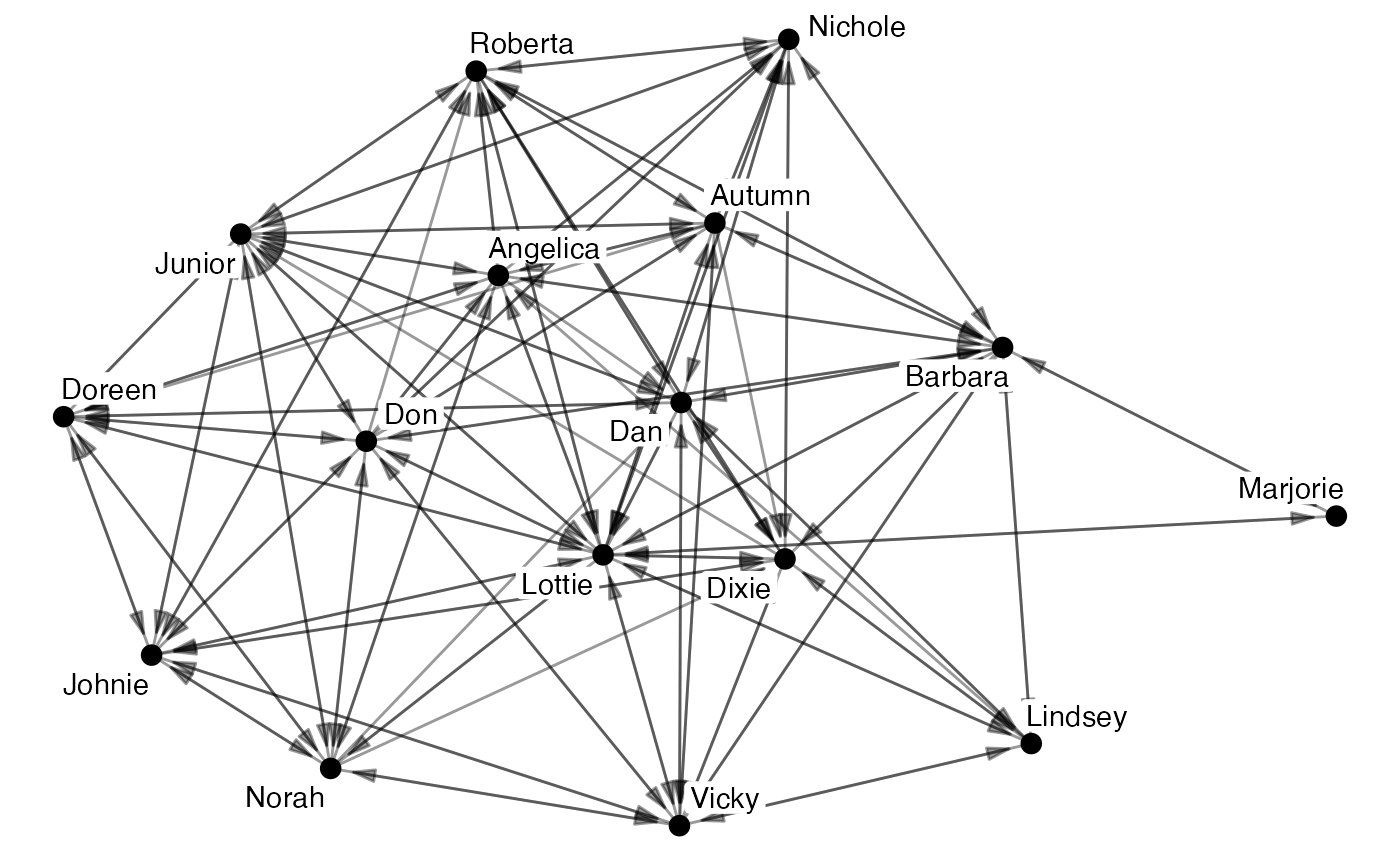 Nichole
Roberta
Autumn
Angelica
Junior
Barbara
Doreen
Don
Dan
Marjorie
Lottie
Dixie
Johnie
Lindsey
Norah
Vicky